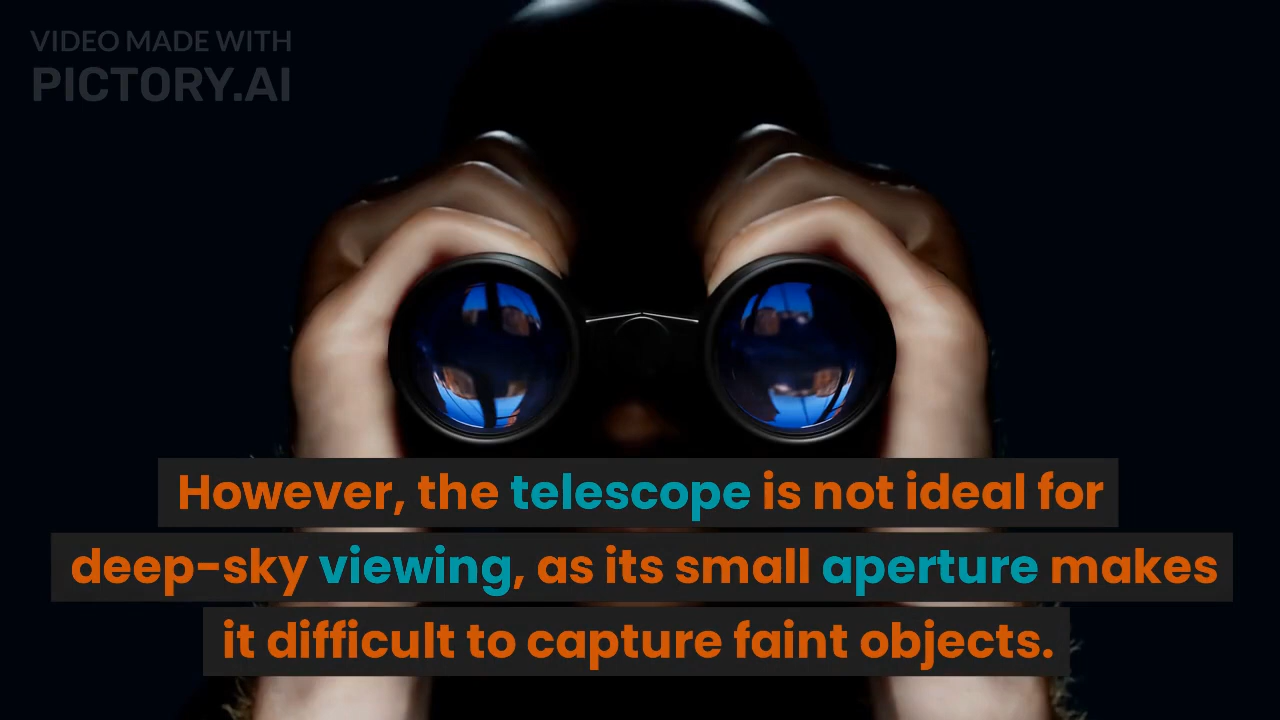 VIDEO MADE WITH
PICTORY.AI
However, the telescope is not ideal for
deep-sky viewing, as its small aperture makes
it difficult to capture faint objects.